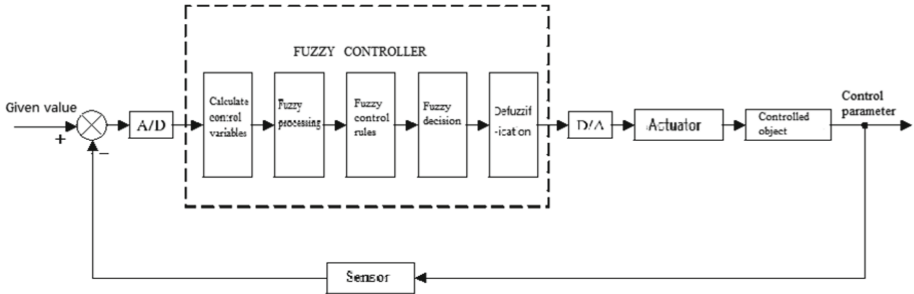 FUZZY CONTROLLER
Given value
+
−
A/D
Calculate
control
variables
Fuzzy
processing
Fuzzy
control
rules
Fuzzy
decision
Defuzzif
-ication
D/A
Actuator
Controlled
object
Control
parameter
Sensor